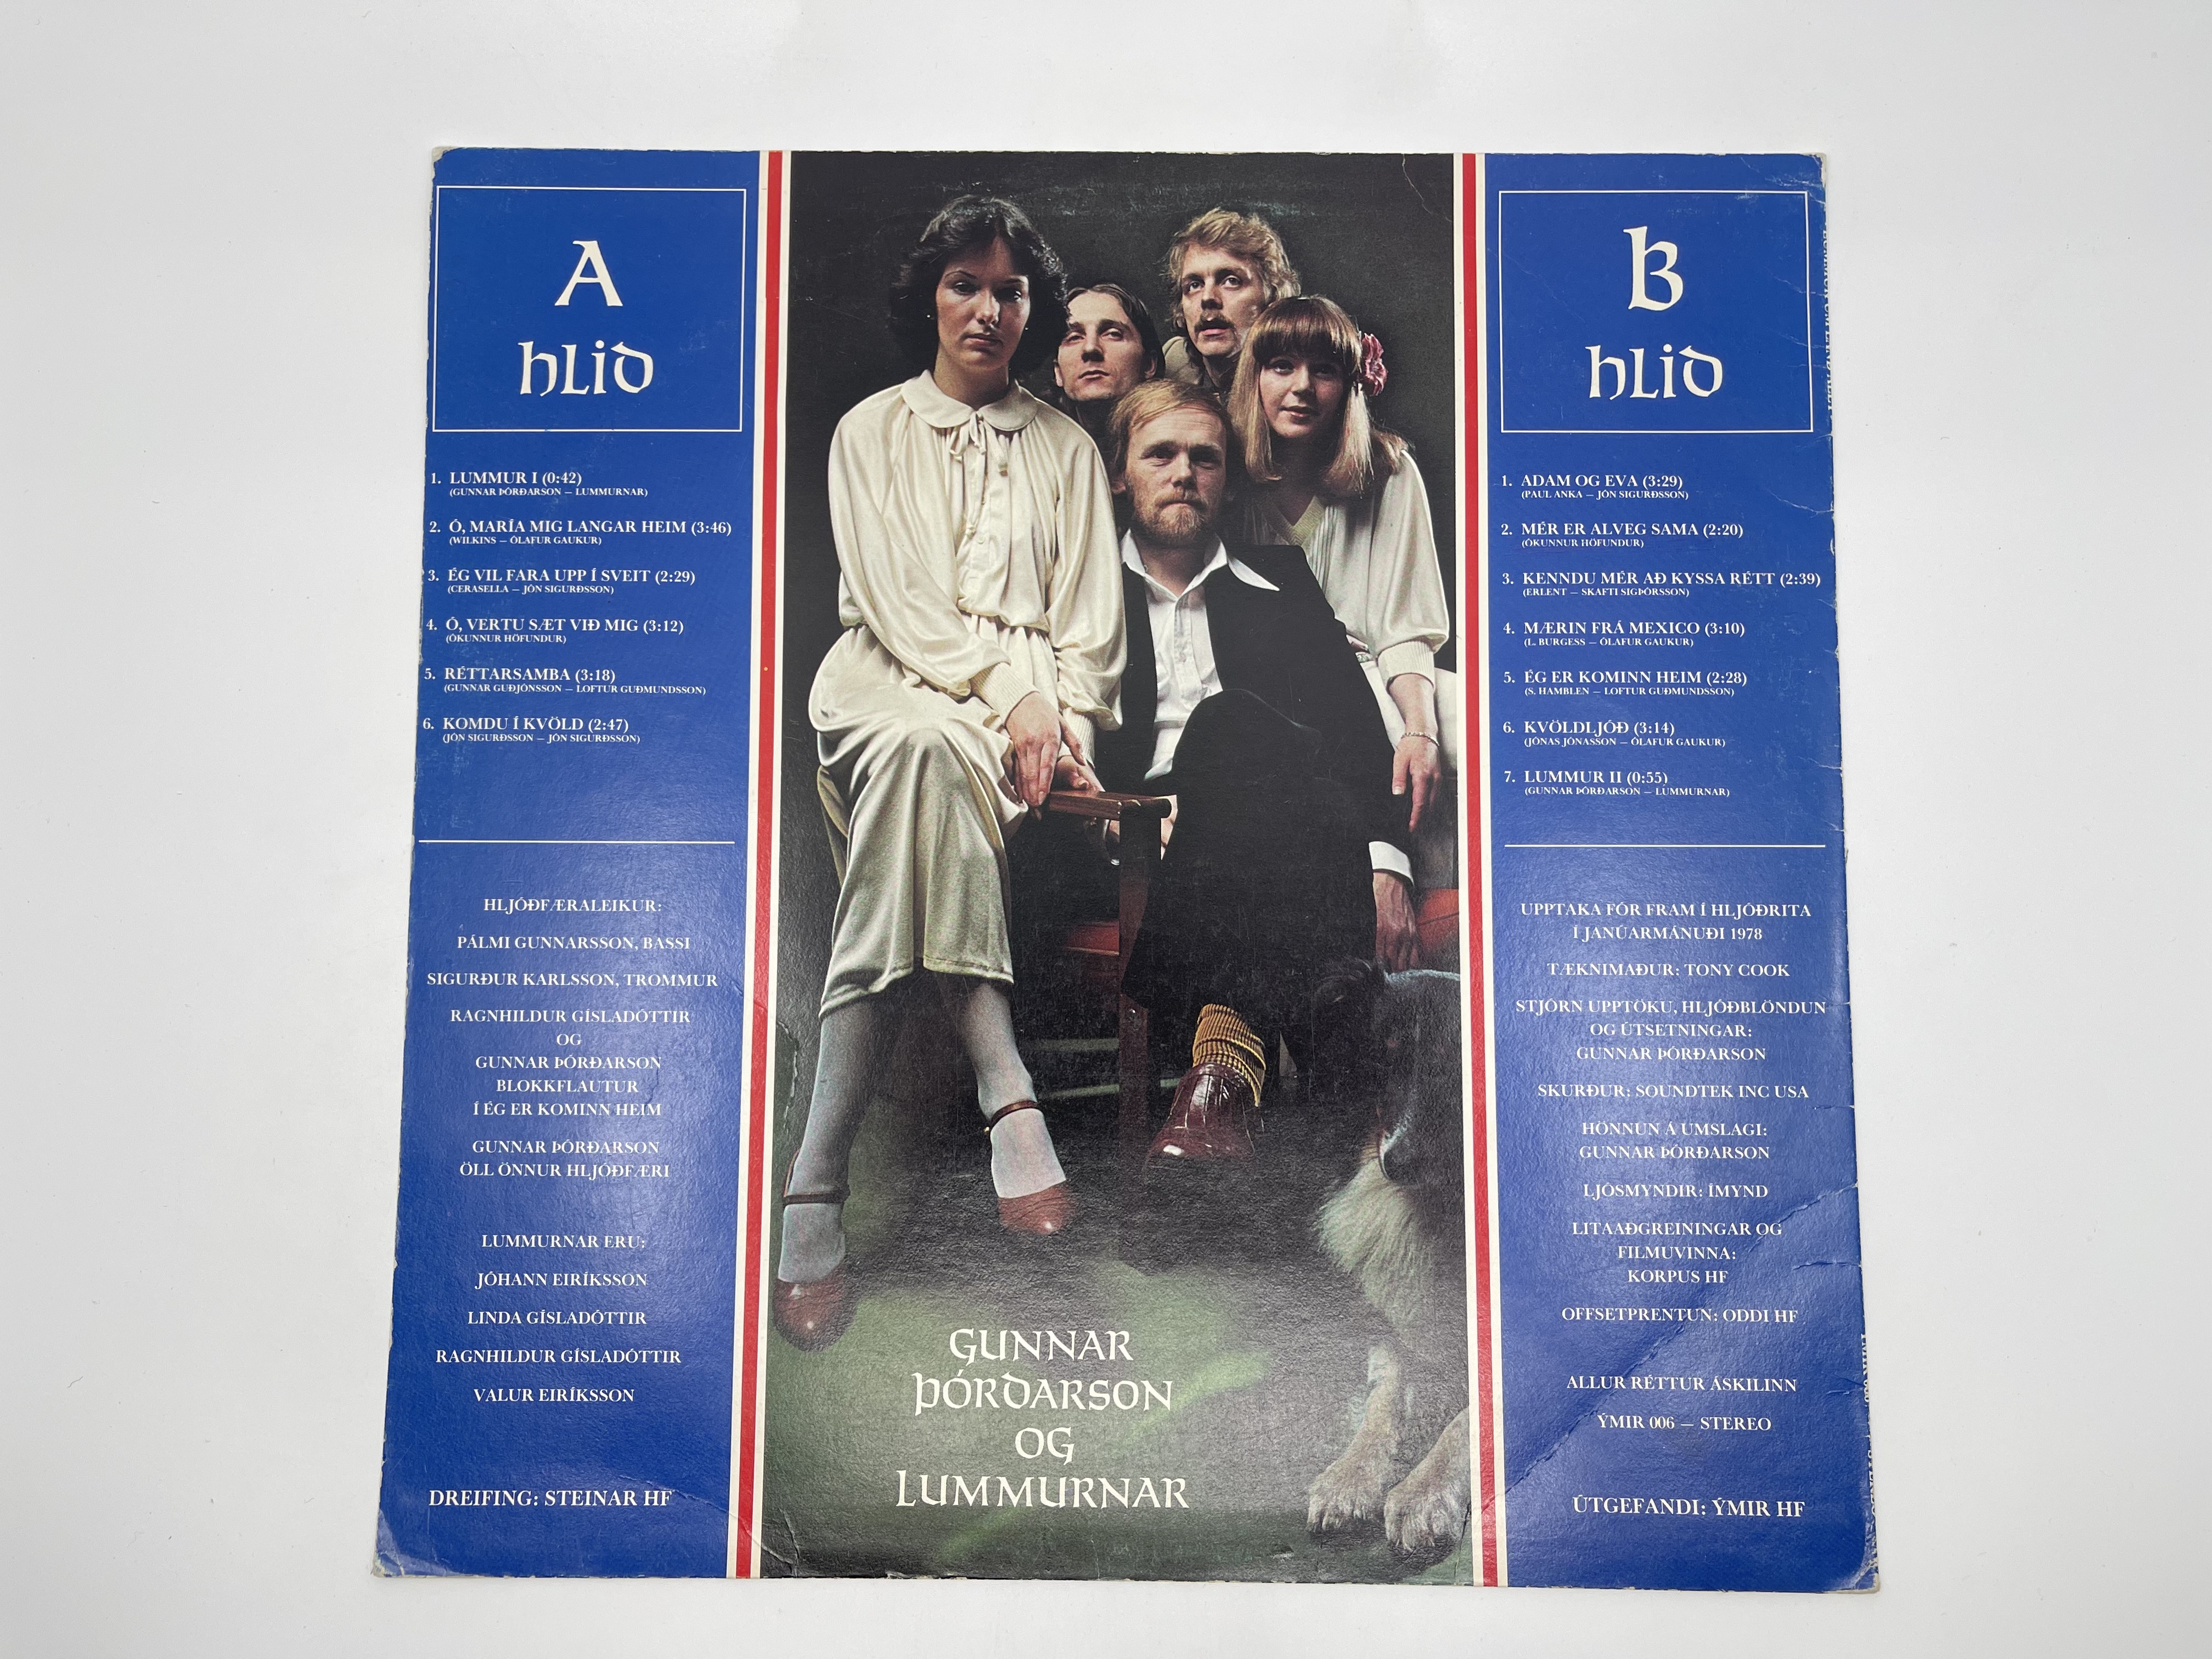 A
hLið
1. LUMMUR I (0:42)
(GUNNAR ÞÓRÐARSON — LUMMURNAR)
2. Ó, MARÍA MIG LANGAR HEIM (3:46)
(WILKINS — ÓLAFUR GAUKUR)
3. ÉG VIL FARA UPP Í SVEIT (2:29)
(CERASELLA — JÓN SIGURÐSSON)
4. Ó, VERTU SÆT VIÐ MIG (3:12)
(ÓKUNNUR HÖFUNDUR)
5. RÉTTARSAMBA (3:18)
(GUNNAR GUÐJÓNSSON — LOFTUR GUÐMUNDSSON)
6. KOMDU Í KVÖLD (2:47)
(JÓN SIGURÐSSON — JÓN SIGURÐSSON)
HLJÓÐFÆRALEIKUR:
PÁLMI GUNNARSSON, BASSI
SIGURÐUR KARLSSON, TROMMUR
RAGNHILDUR GÍSLADÓTTIR
OG
GUNNAR ÞÓRÐARSON
BLOKKFLAUTUR
Í ÉG ER KOMINN HEIM
GUNNAR ÞÓRÐARSON
ÖLL ÖNNUR HLJÓÐFÆRI
LUMMURNAR ERU:
JÓHANN EIRÍKSSON
LINDA GÍSLADÓTTIR
RAGNHILDUR GÍSLADÓTTIR
VALUR EIRÍKSSON
DREIFING: STEINAR HF
GUNNAR
ÞÓRÐARSON
OG
LUMMURNAR
B
hLið
1. ADAM OG EVA (3:29)
(PAUL ANKA — JÓN SIGURÐSSON)
2. MÉR ER ALVEG SAMA (2:20)
(ÓKUNNUR HÖFUNDUR)
3. KENNDU MÉR AÐ KYSSA RÉTT (2:39)
(ERLENT — SKAFTI SIGÞÓRSSON)
4. MÆRIN FRÁ MEXICO (3:10)
(L. BURGESS — ÓLAFUR GAUKUR)
5. ÉG ER KOMINN HEIM (2:28)
(S. HAMBLEN — LOFTUR GUÐMUNDSSON)
6. KVÖLDLJÓÐ (3:14)
(JÓNAS JÓNASSON — ÓLAFUR GAUKUR)
7. LUMMUR II (0:55)
(GUNNAR ÞÓRÐARSON — LUMMURNAR)
UPPTAKA FÓR FRAM Í HLJÓÐRITA
Í JANÚARMÁNUÐI 1978
TÆKNIMAÐUR: TONY COOK
STJÓRN UPPTÖKU, HLJÓÐBLÖNDUN
OG ÚTSETNINGAR:
GUNNAR ÞÓRÐARSON
SKURÐUR: SOUNDTEK INC USA
HÖNNUN Á UMSLAGI:
GUNNAR ÞÓRÐARSON
LJÓSMYNDIR: ÍMYND
LITAAÐGREININGAR OG
FILMUVINNA:
KORPUS HF
OFFSETPRENTUN: ODDI HF
ALLUR RÉTTUR ÁSKILINN
ÝMIR 006 — STEREO
ÚTGEFANDI: ÝMIR HF